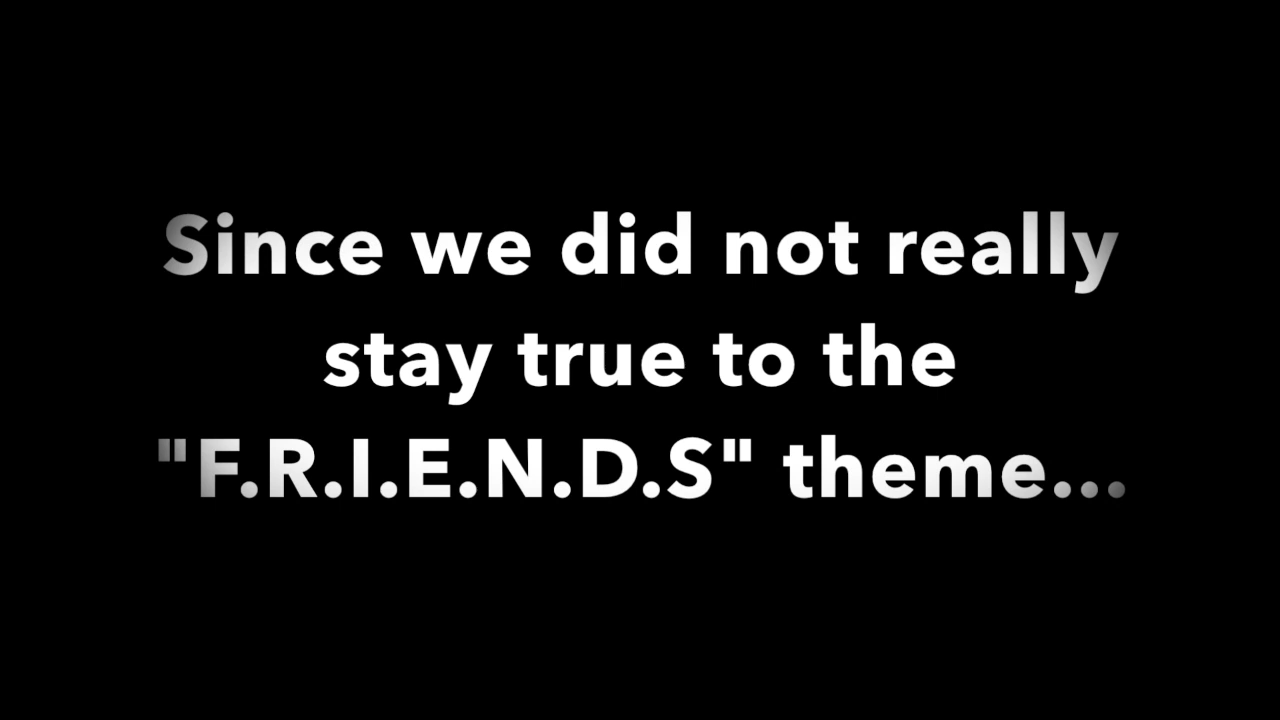 Since we did not really
stay true to the
"F.R.I.E.N.D.S" theme...